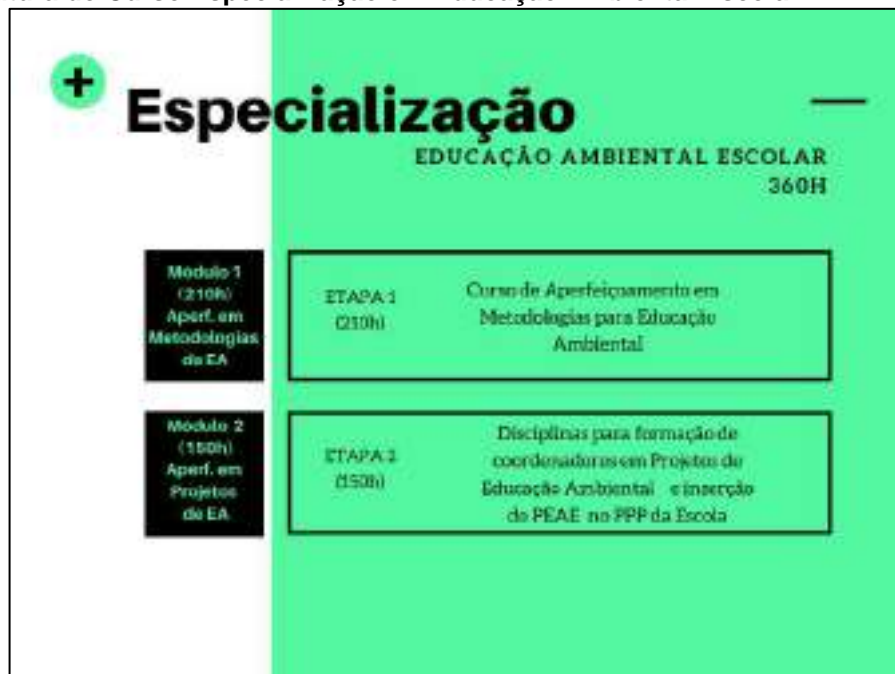 Especialização
EDUCAÇÃO AMBIENTAL ESCOLAR
360H
Módulo 1
(210h)
Aperf. em
Metodologias
de EA
ETAPA 1
(210h)
Curso de Aperfeiçoamento em
Metodologias para Educação
Ambiental
Módulo 2
(150h)
Aperf. em
Projetos
de EA
ETAPA 2
(150h)
Disciplinas para formação de
coordenadores em Projetos de
Educação Ambiental e inserção
do PEAE no PPP da Escola